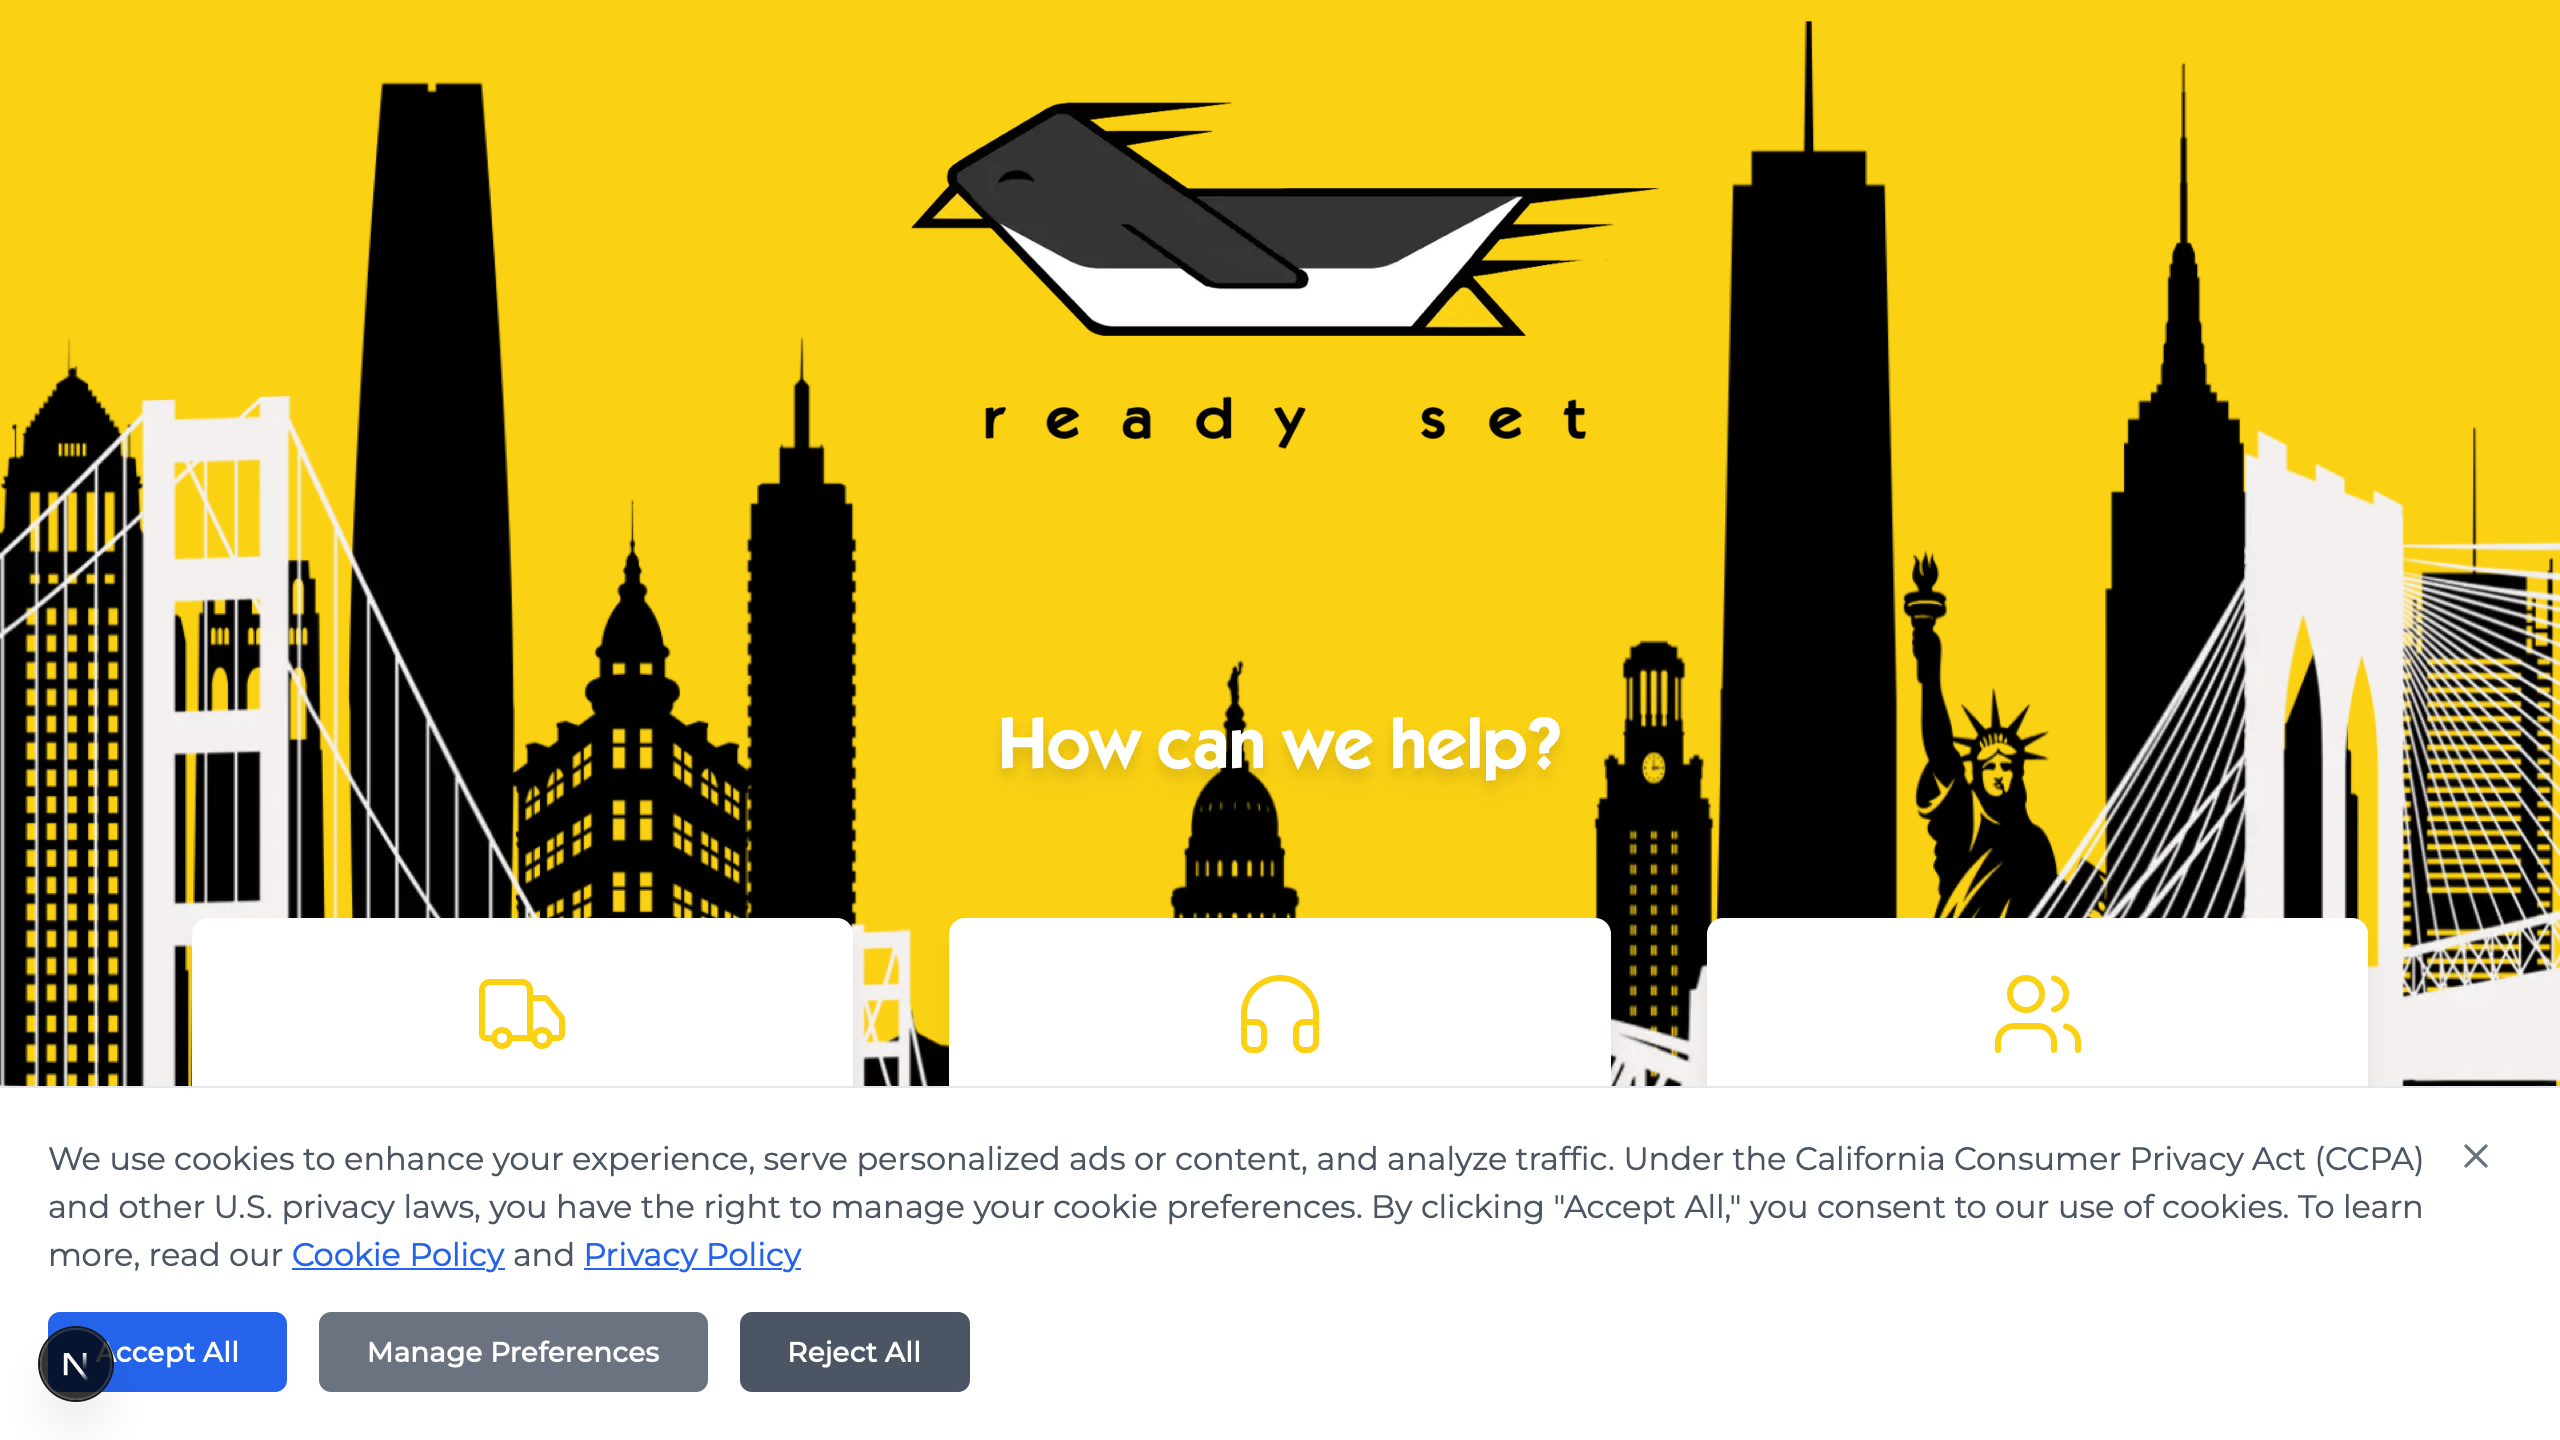 ready set
How can we help?
We use cookies to enhance your experience, serve personalized ads or content, and analyze traffic. Under the California Consumer Privacy Act (CCPA)
and other U.S. privacy laws, you have the right to manage your cookie preferences. By clicking "Accept All," you consent to our use of cookies. To learn
more, read our Cookie Policy and Privacy Policy
Accept All
Manage Preferences
Reject All
N